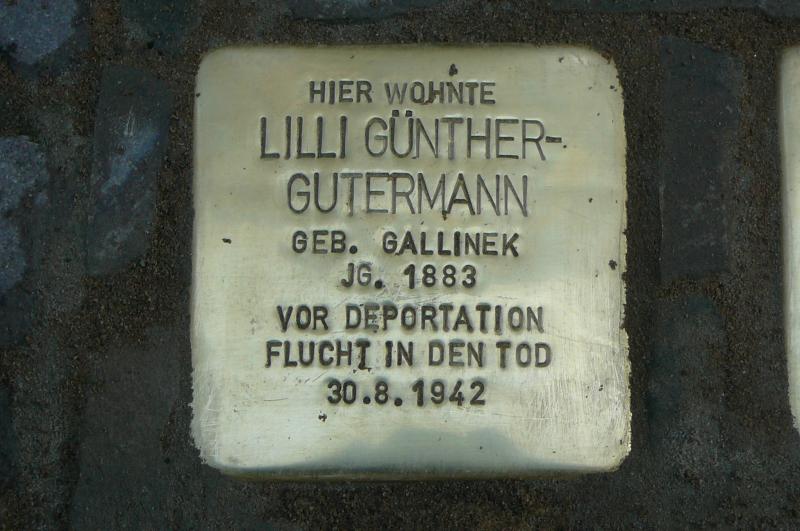 HIER WOHNTE
LILLI GÜNTHER-
GUTERMANN
GEB. GALLINEK
JG. 1883
VOR DEPORTATION
FLUCHT IN DEN TOD
30.8.1942